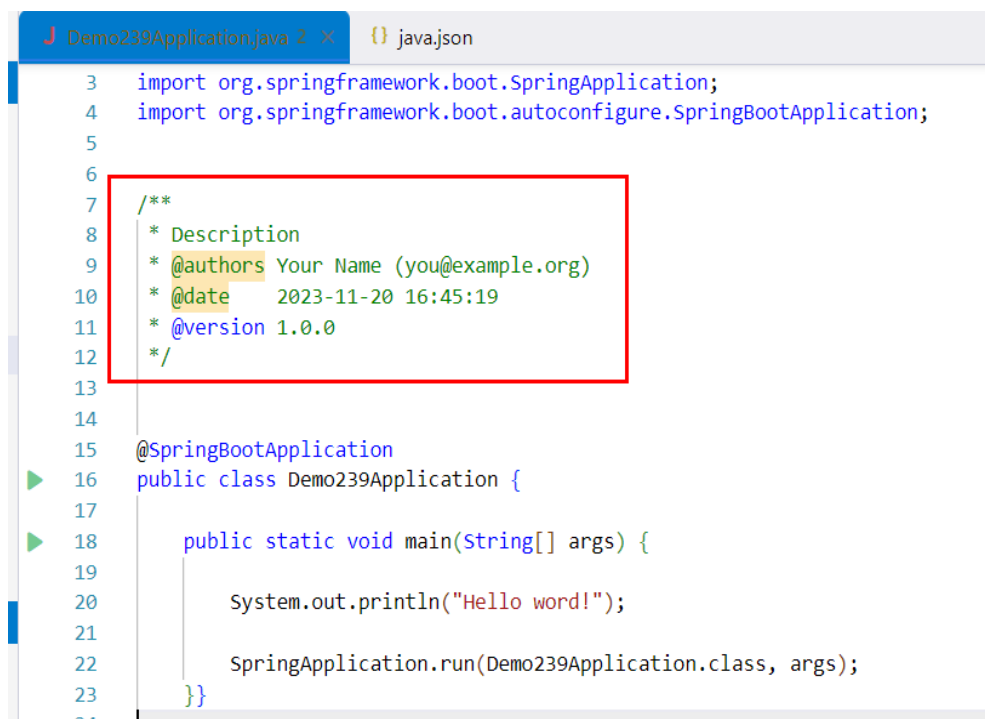 J Demo239Application.java 2 × {} java.json
3 import org.springframework.boot.SpringApplication;
4 import org.springframework.boot.autoconfigure.SpringBootApplication;
5
6
7 /**
8 * Description
9 * @authors Your Name (you@example.org)
10 * @date 2023-11-20 16:45:19
11 * @version 1.0.0
12 */
13
14
15 @SpringBootApplication
16 public class Demo239Application {
17
18 public static void main(String[] args) {
19
20 System.out.println("Hello word!");
21
22 SpringApplication.run(Demo239Application.class, args);
23 }}